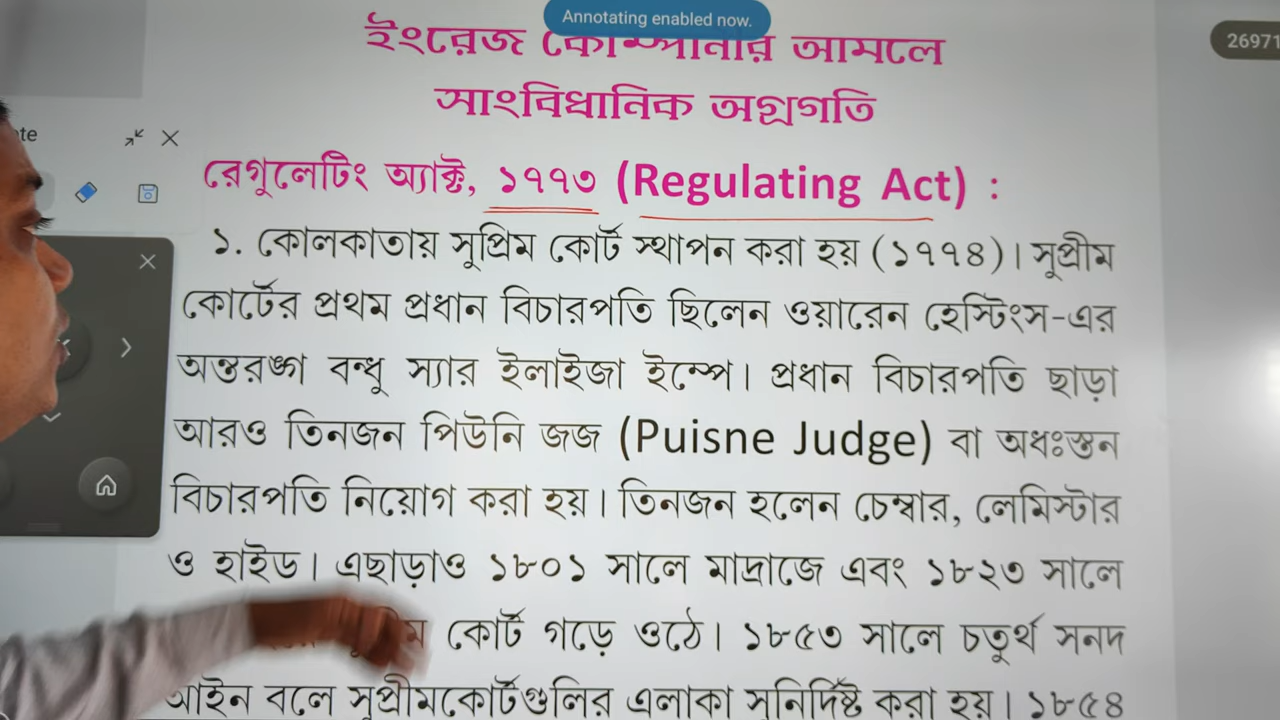 Annotating enabled now.
26971
ইংরেজ কোম্পানীর আমলে
সাংবিধানিক অগ্রগতি
te
রেগুলেটিং অ্যাক্ট, ১৭৭৩ (Regulating Act) :
১. কোলকাতায় সুপ্রিম কোর্ট স্থাপন করা হয় (১৭৭৪)। সুপ্রীম
কোর্টের প্রথম প্রধান বিচারপতি ছিলেন ওয়ারেন হেস্টিংস-এর
অন্তরঙ্গ বন্ধু স্যার ইলাইজা ইম্পে। প্রধান বিচারপতি ছাড়া
আরও তিনজন পিউনি জজ (Puisne Judge) বা অধঃস্তন
বিচারপতি নিয়োগ করা হয়। তিনজন হলেন চেম্বার, লেমিস্টার
ও হাইড। এছাড়াও ১৮০১ সালে মাদ্রাজে এবং ১৮২৩ সালে
কোর্ট গড়ে ওঠে। ১৮৫৩ সালে চতুর্থ সনদ
আইন বলে সুপ্রীমকোর্টগুলির এলাকা সুনির্দিষ্ট করা হয়। ১৮৫৪